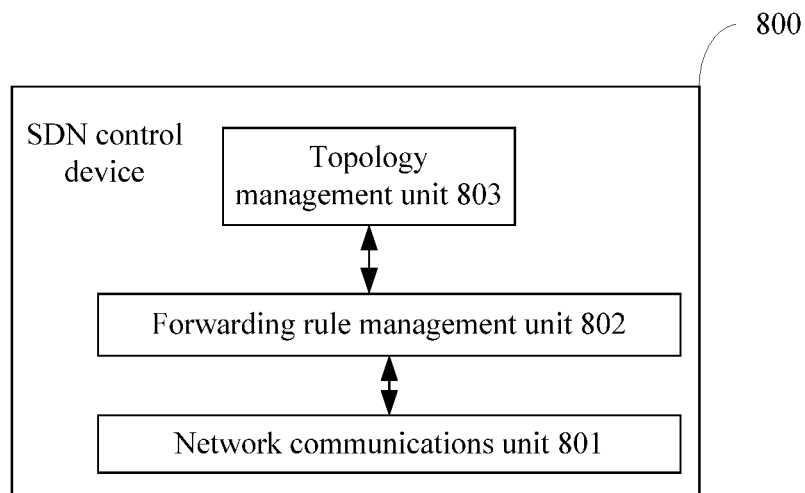 800
SDN control
device
Topology
management unit 803
Forwarding rule management unit 802
Network communications unit 801